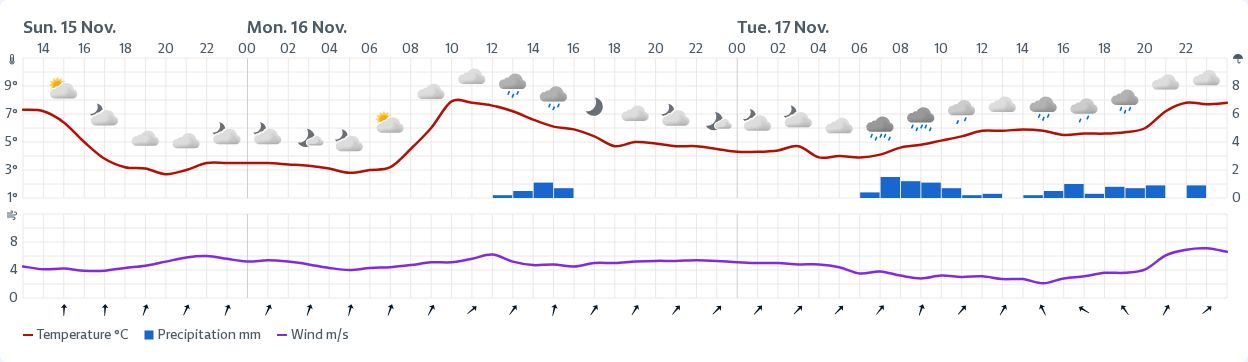 Sun. 15 Nov. Mon. 16 Nov. Tue. 17 Nov.
14 16 18 20 22 00 02 04 06 08 10 12 14 16 18 20 22 00 02 04 06 08 10 12 14 16 18 20 22
9° 8
7° 6
5° 4
3° 2
1° 0
8
4
0
Temperature °C Precipitation mm Wind m/s